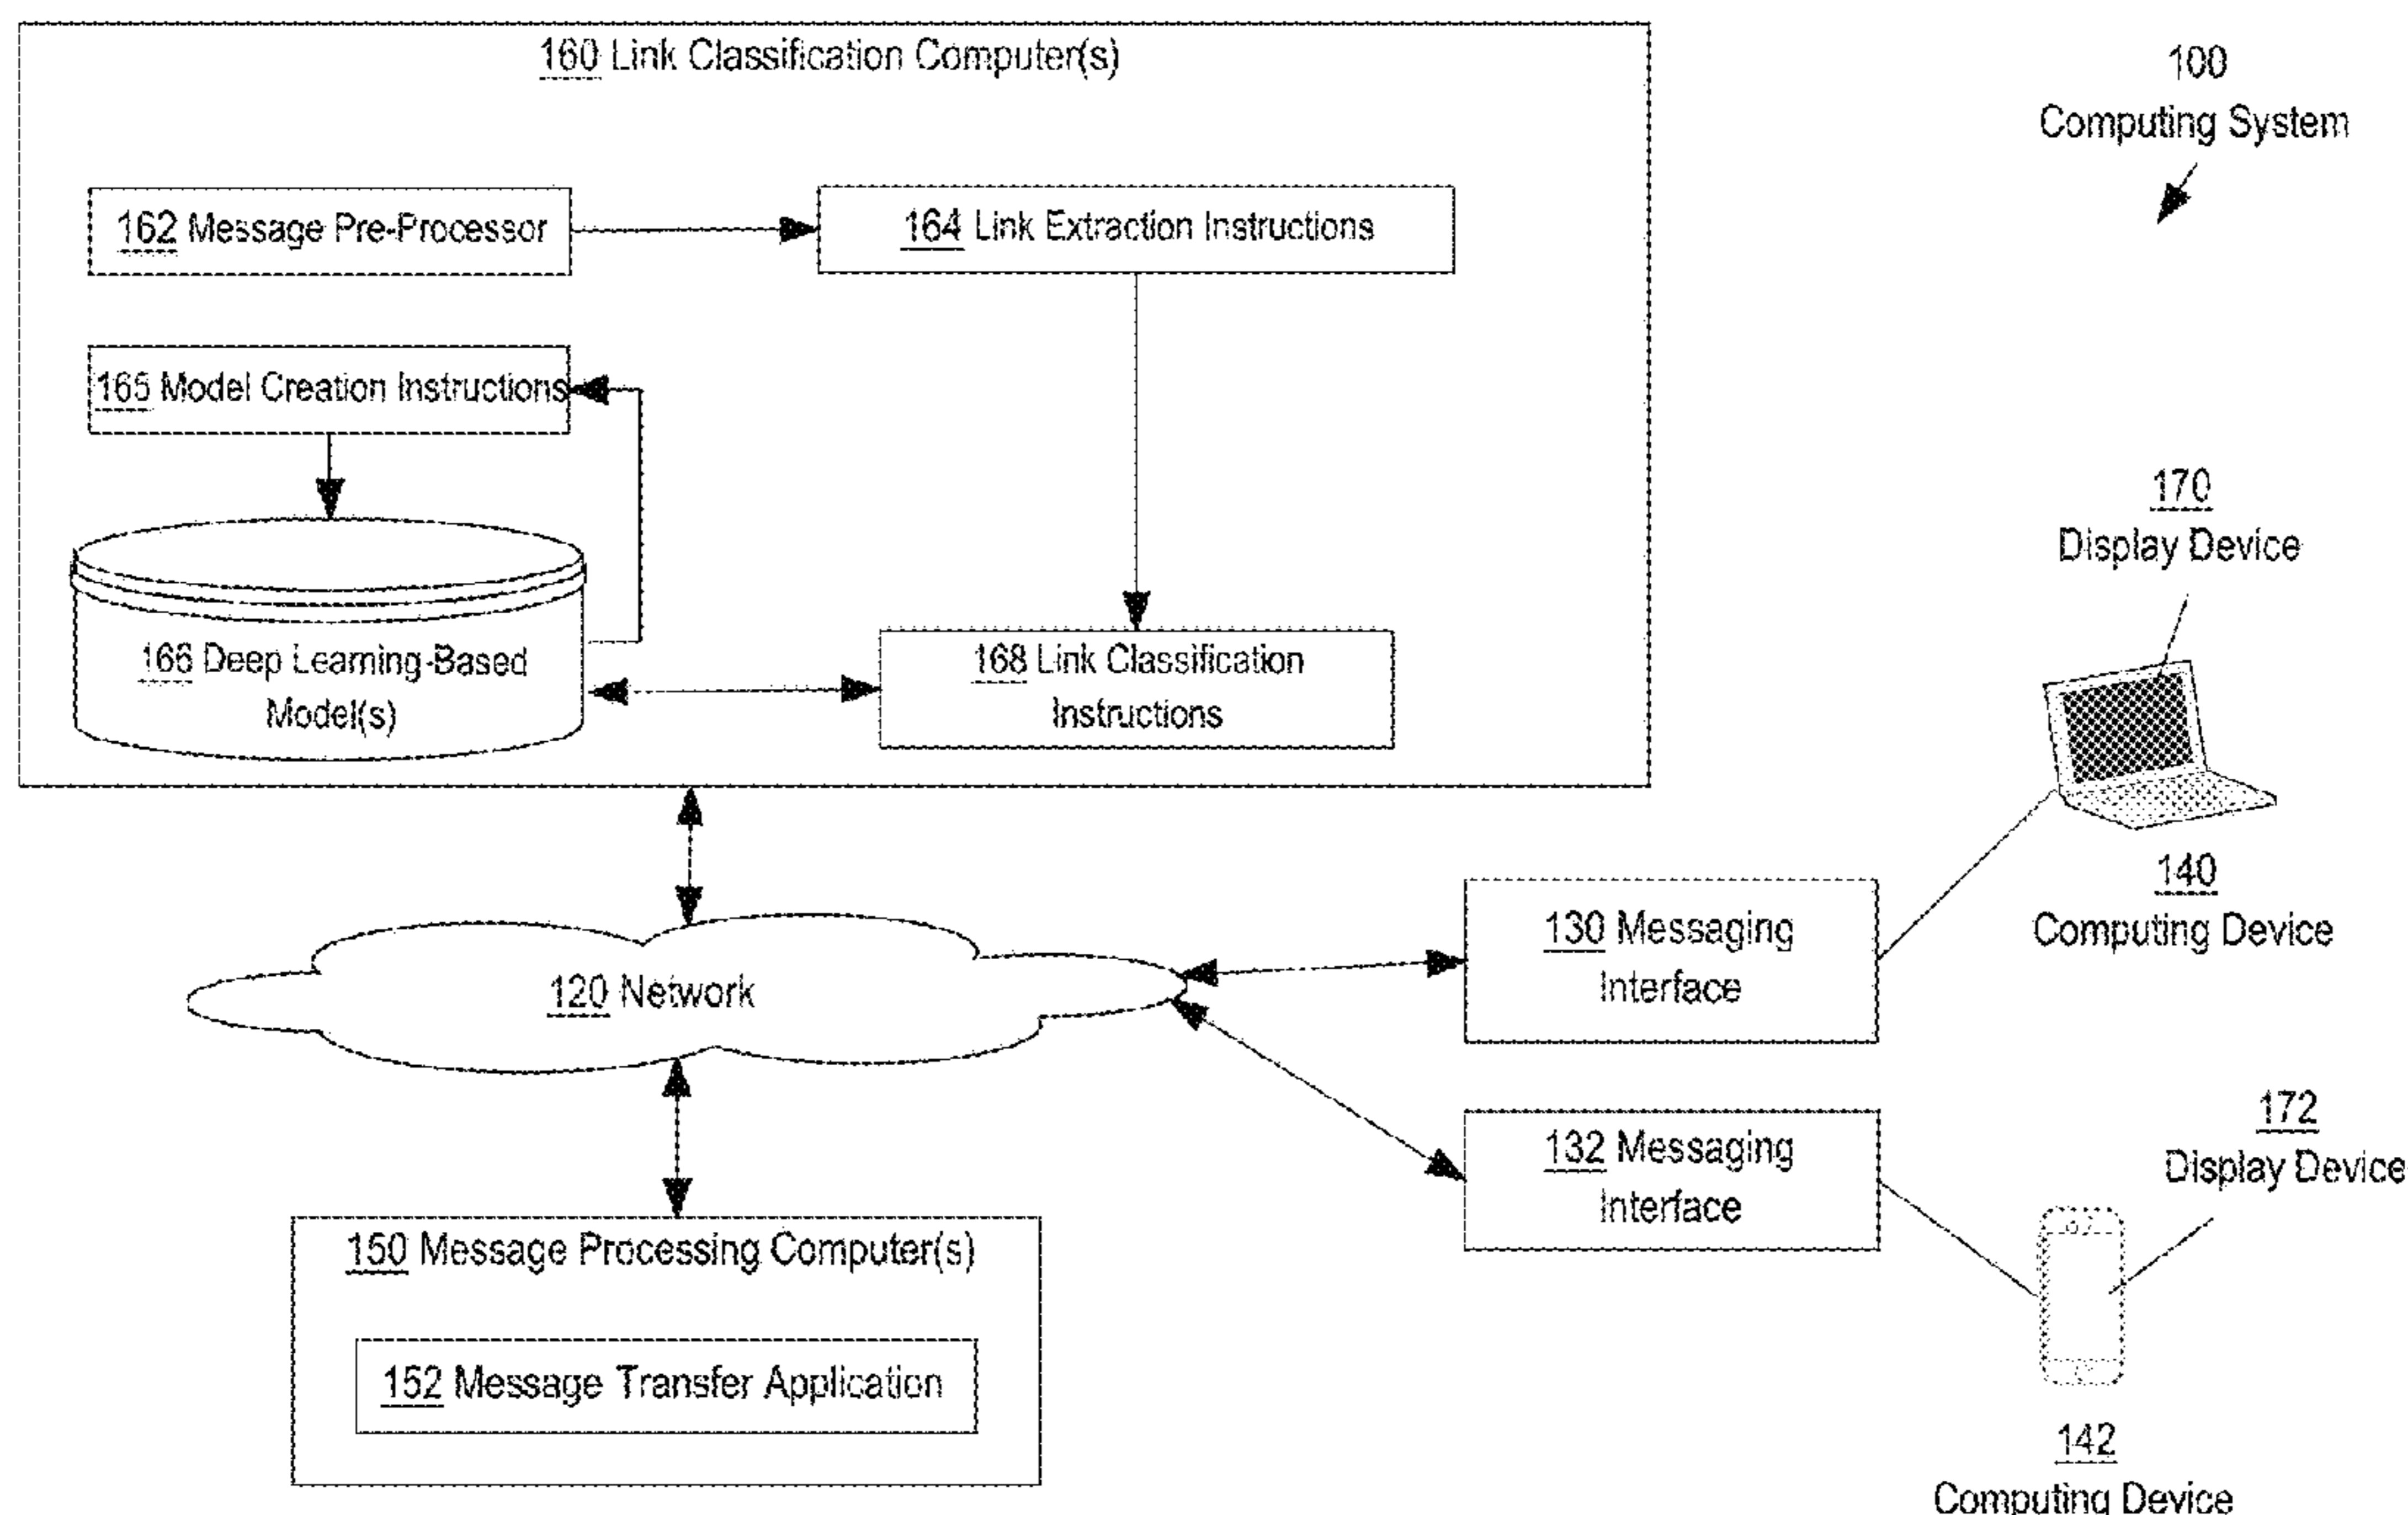 160 Link Classification Computer(s)
100
Computing System
162 Message Pre-Processor
164 Link Extraction Instructions
165 Model Creation Instructions
170
Display Device
166 Deep Learning-Based
Model(s)
168 Link Classification
Instructions
140
Computing Device
130 Messaging
Interface
120 Network
172
Display Device
132 Messaging
Interface
150 Message Processing Computer(s)
152 Message Transfer Application
142
Computing Device